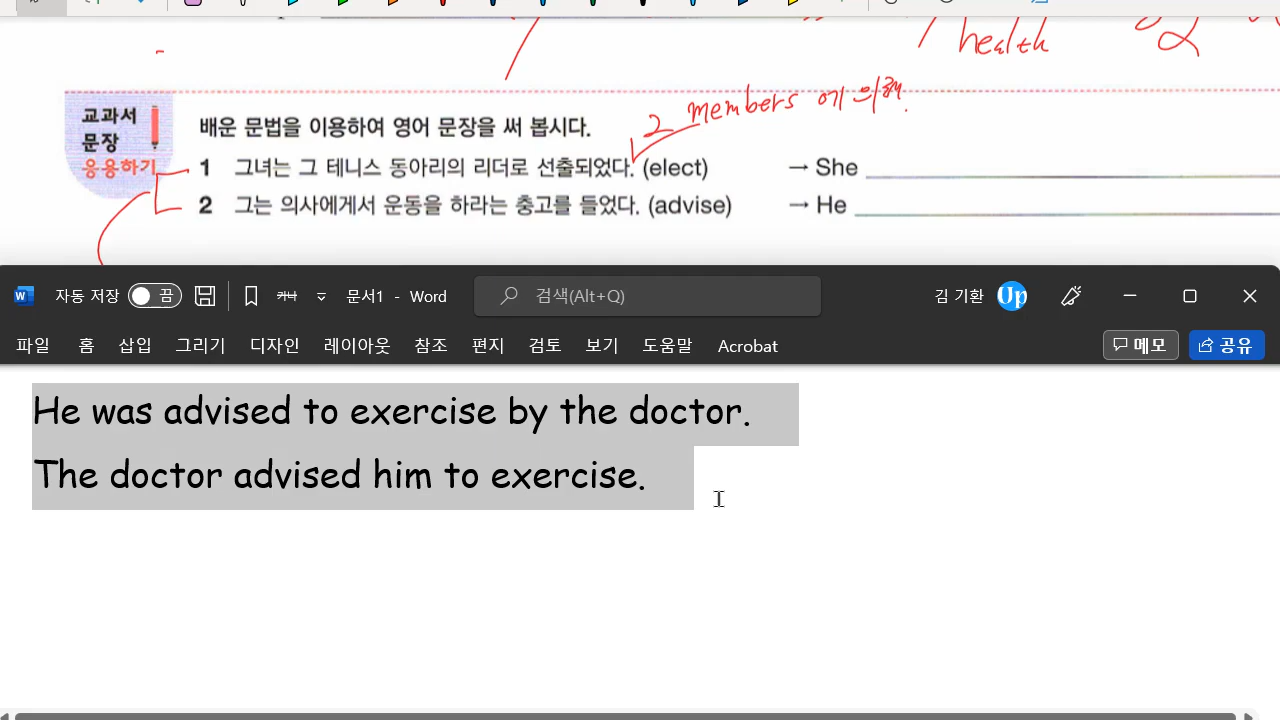 health
2 members 에 의해.
교과서
문장
응용하기
배운 문법을 이용하여 영어 문장을 써 봅시다.
1 그녀는 그 테니스 동아리의 리더로 선출되었다. (elect) → She
2 그는 의사에게서 운동을 하라는 충고를 들었다. (advise) → He
자동 저장 끔 문서1 - Word 검색(Alt+Q) 김 기환 Up
파일 홈 삽입 그리기 디자인 레이아웃 참조 편지 검토 보기 도움말 Acrobat 메모 공유
He was advised to exercise by the doctor.
The doctor advised him to exercise.